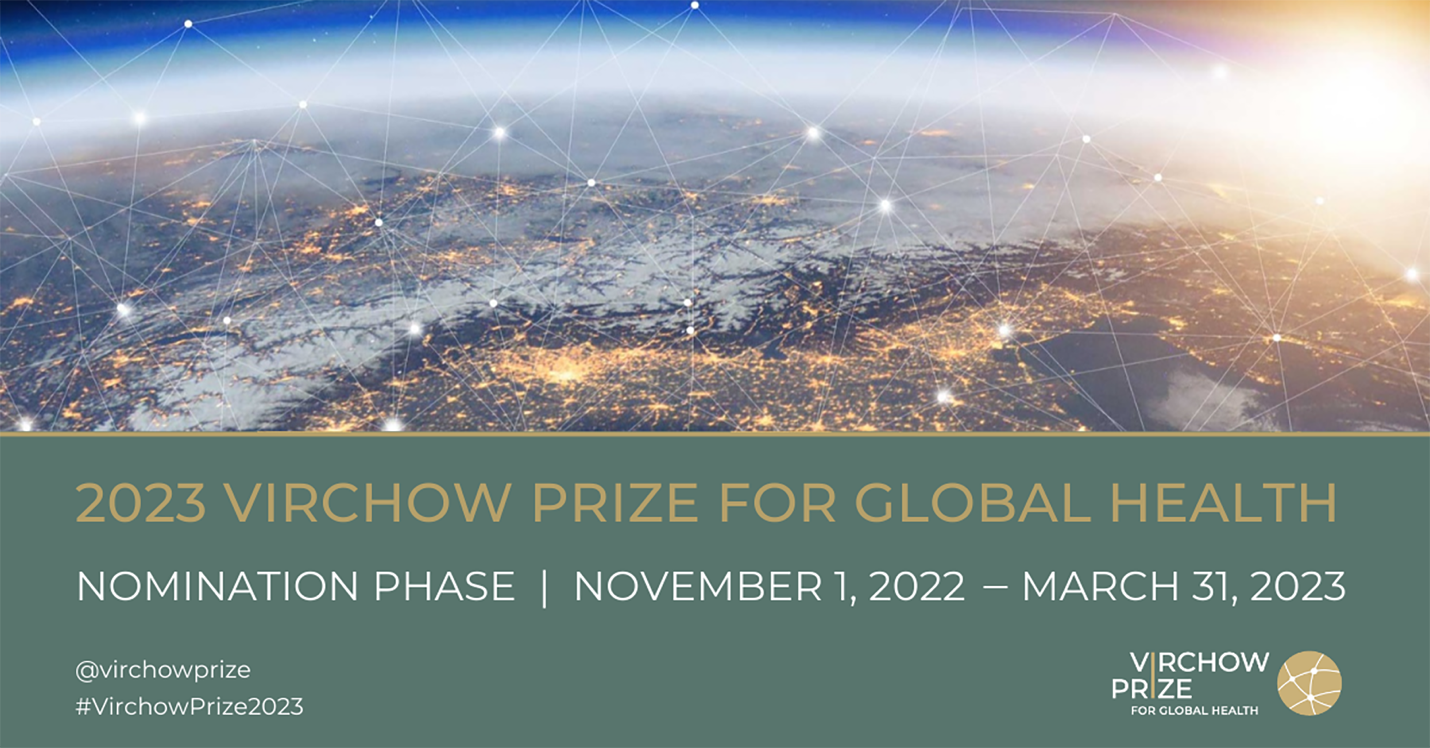 2023 VIRCHOW PRIZE FOR GLOBAL HEALTH
NOMINATION PHASE | NOVEMBER 1, 2022 – MARCH 31, 2023
@virchowprize
#VirchowPrize2023
VIRCHOW
PRIZE
FOR GLOBAL HEALTH